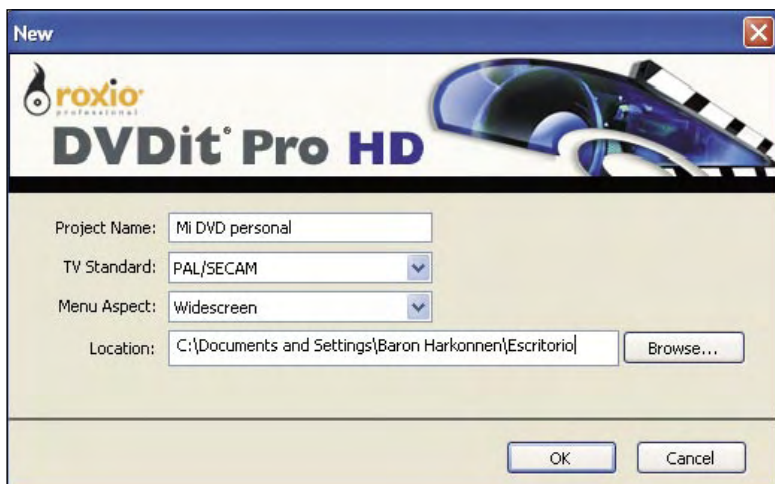 New
roxio
professional
DVDit® Pro HD
Project Name: Mi DVD personal
TV Standard: PAL/SECAM
Menu Aspect: Widescreen
Location: C:\Documents and Settings\Baron Harkonnen\Escritorio Browse...
OK Cancel